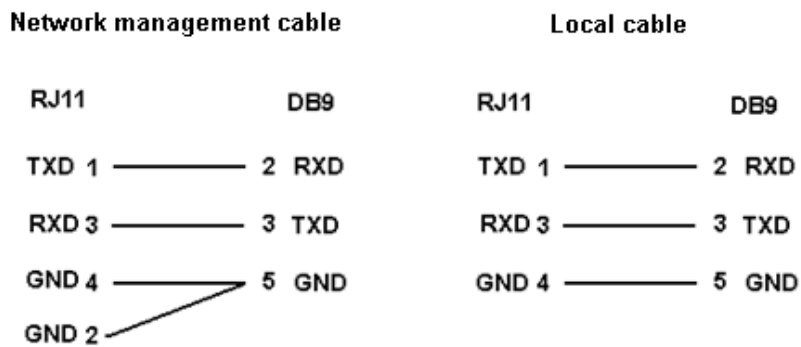 Network management cable
RJ11 DB9
TXD 1 2 RXD
RXD 3 3 TXD
GND 4 5 GND
GND 2
Local cable
RJ11 DB9
TXD 1 2 RXD
RXD 3 3 TXD
GND 4 5 GND